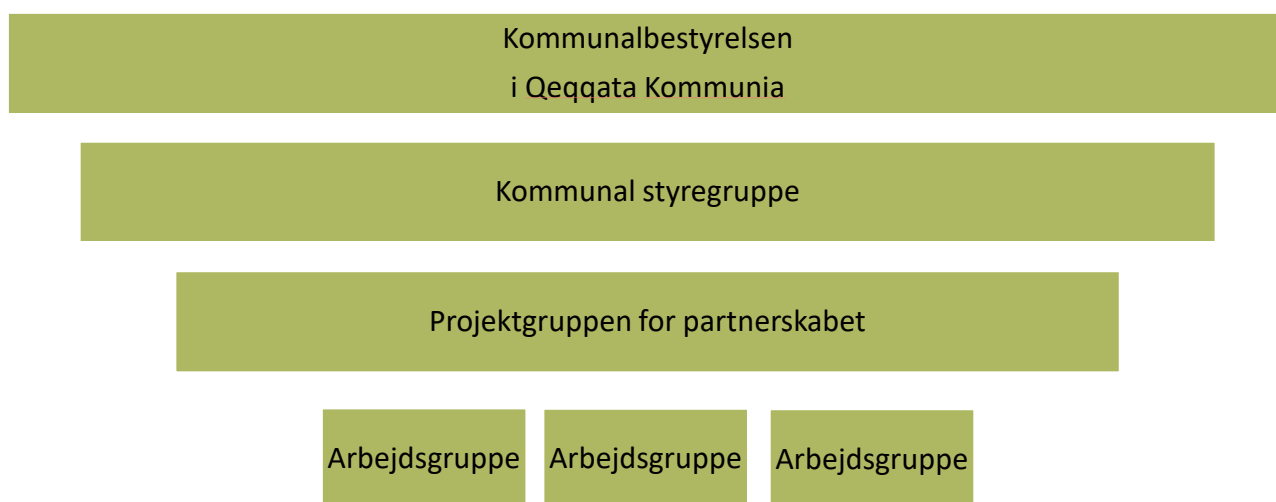 Kommunalbestyrelsen
i Qeqqata Kommunia
Kommunal styregruppe
Projektgruppen for partnerskabet
Arbejdsgruppe
Arbejdsgruppe
Arbejdsgruppe